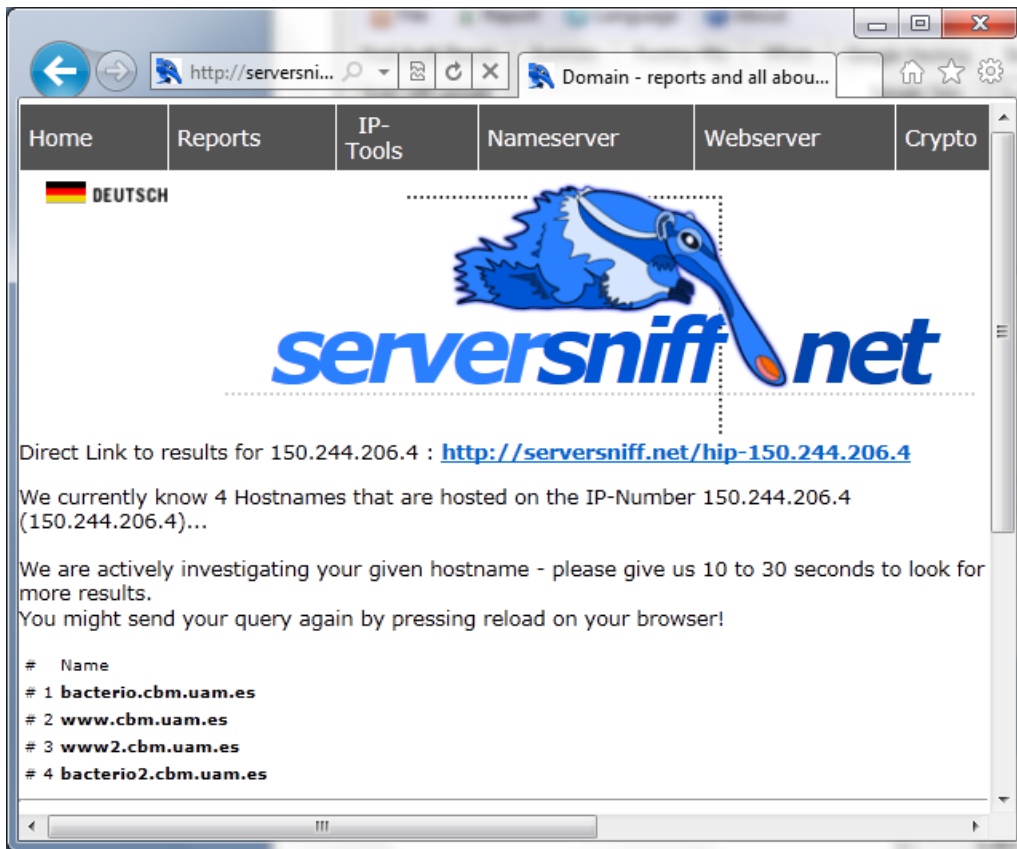 File Report Language About
http://serversni...
Domain - reports and all abou...
Home Reports IP-Tools Nameserver Webserver Crypto
DEUTSCH
serversniff net
Direct Link to results for 150.244.206.4 : http://serversniff.net/hip-150.244.206.4
We currently know 4 Hostnames that are hosted on the IP-Number 150.244.206.4
(150.244.206.4)...
We are actively investigating your given hostname - please give us 10 to 30 seconds to look for
more results.
You might send your query again by pressing reload on your browser!
# Name
# 1 bacterio.cbm.uam.es
# 2 www.cbm.uam.es
# 3 www2.cbm.uam.es
# 4 bacterio2.cbm.uam.es